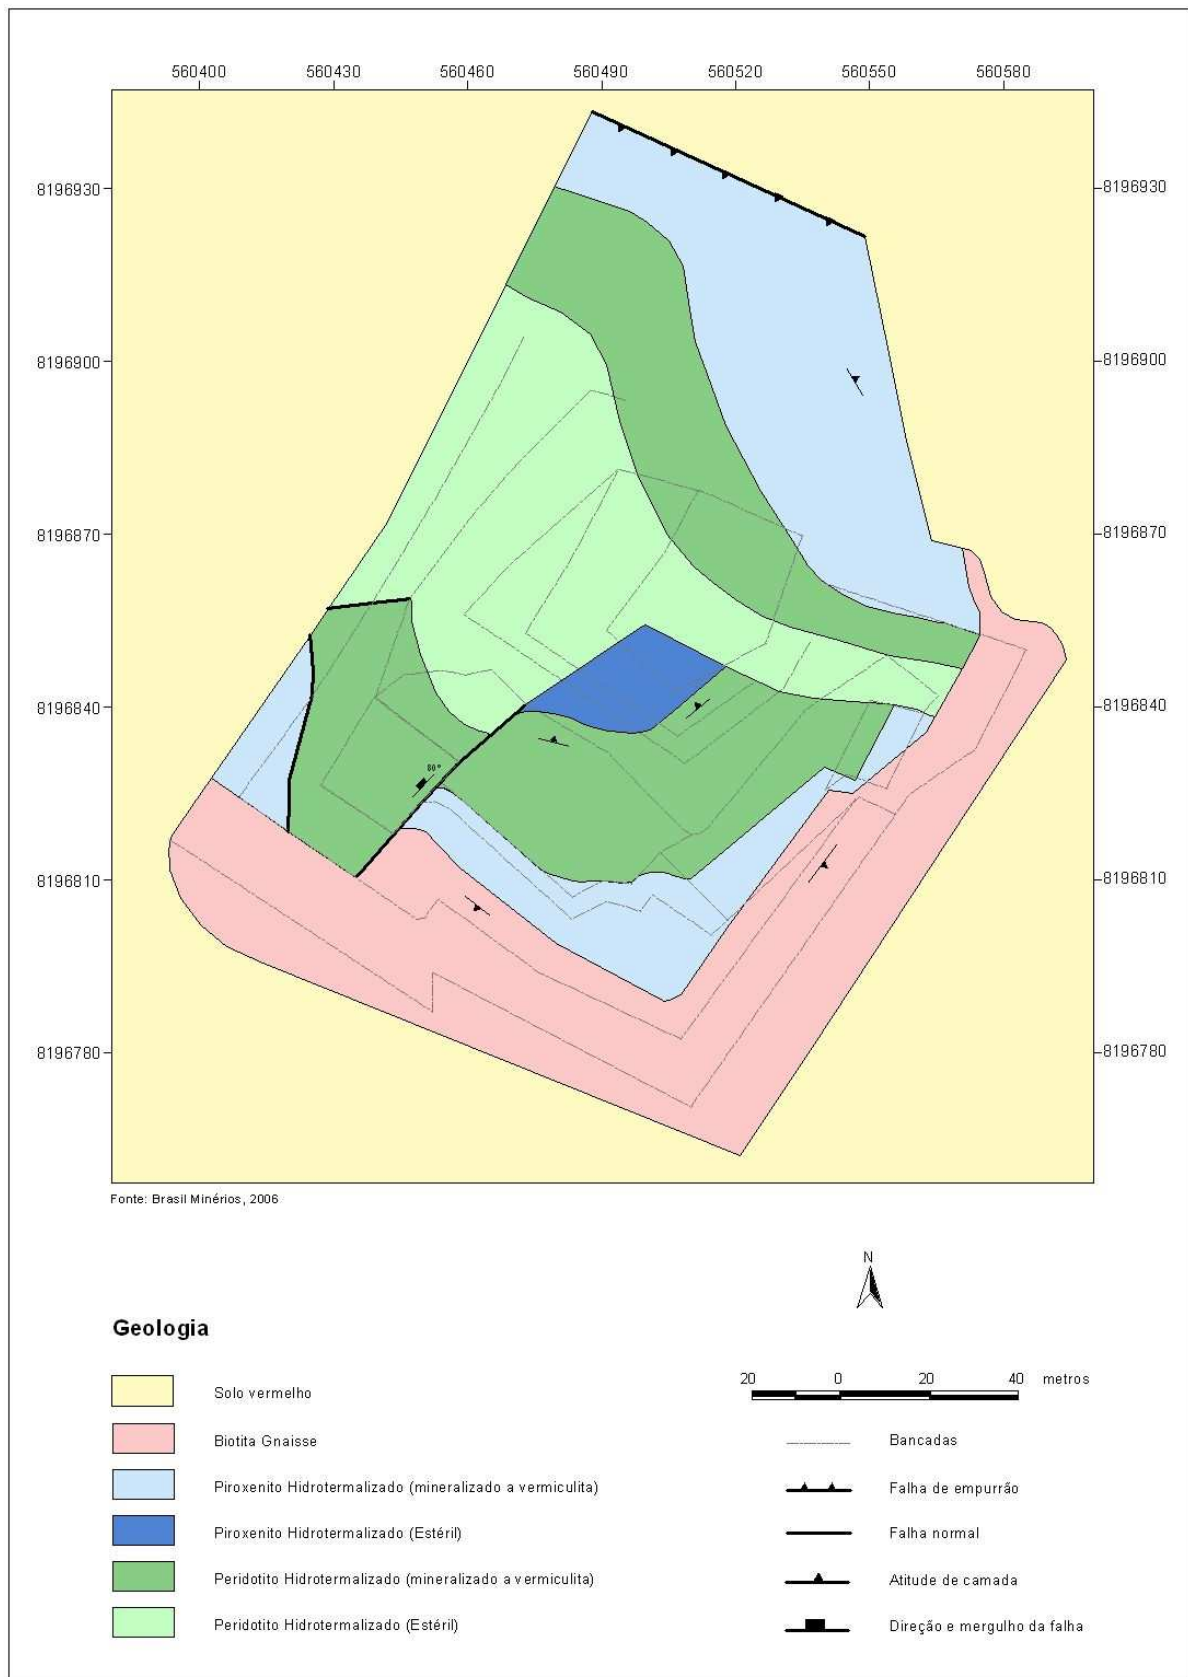 560400 560430 560460 560490 560520 560550 560580
8196930 8196930
8196900 8196900
8196870 8196870
8196840 8196840
80°
8196810 8196810
8196780 8196780
Fonte: Brasil Minérios, 2006
N
Geologia
20 0 20 40 metros
Solo vermelho
Biotita Gnaisse
Bancadas
Piroxenito Hidrotermalizado (mineralizado a vermiculita)
Falha de empurrão
Piroxenito Hidrotermalizado (Estéril)
Falha normal
Peridotito Hidrotermalizado (mineralizado a vermiculita)
Atitude de camada
Peridotito Hidrotermalizado (Estéril)
Direção e mergulho da falha